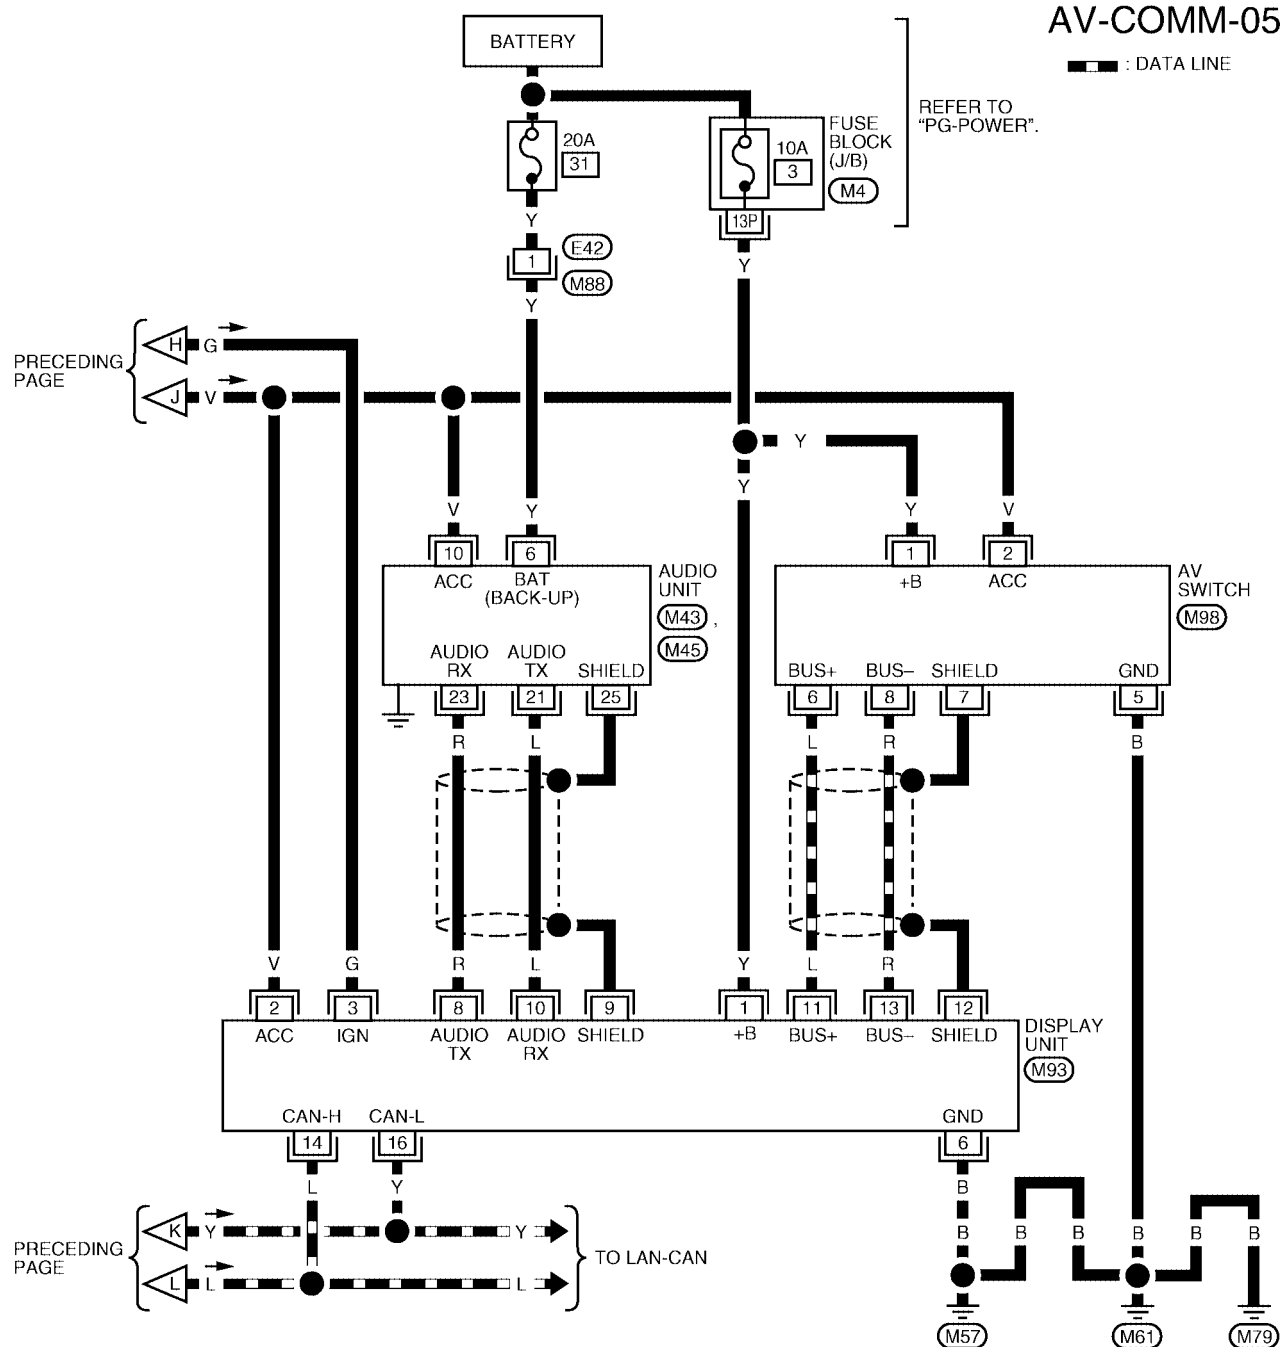 AV-COMM-05
: DATA LINE
BATTERY
REFER TO
“PG-POWER”.
20A
31
10A
3
FUSE
BLOCK
(J/B)
M4
13P
Y
1
E42
M88
Y
Y
PRECEDING
PAGE
H G
J V
Y
Y
V
Y
Y
V
10
6
1
2
ACC
BAT
(BACK-UP)
+B
ACC
AUDIO
UNIT
M43 ,
M45
AV
SWITCH
M98
AUDIO
RX
AUDIO
TX
SHIELD
BUS+
BUS–
SHIELD
GND
23
21
25
6
8
7
5
R
L
L
R
B
V
G
R
L
Y
L
R
2
3
8
10
9
1
11
13
12
ACC
IGN
AUDIO
TX
AUDIO
RX
SHIELD
+B
BUS+
BUS–
SHIELD
DISPLAY
UNIT
M93
CAN-H
CAN-L
GND
14
16
6
L
Y
B
PRECEDING
PAGE
K Y
Y
L L
L
TO LAN-CAN
B
B
B
B
B
B
M57
M61
M79